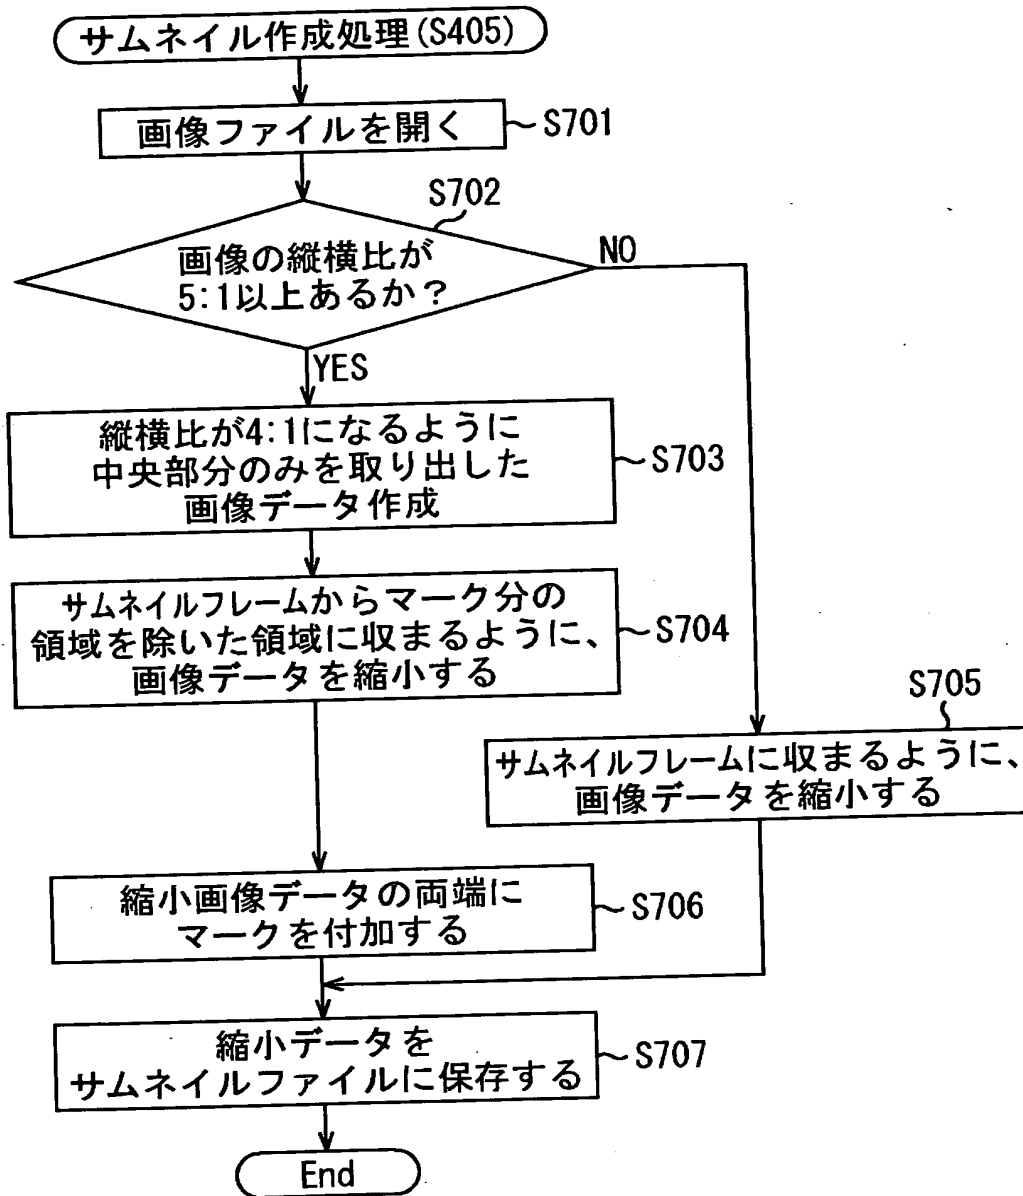 サムネイル作成処理(S405)
画像ファイルを開く
S701
S702
画像の縦横比が
5:1以上あるか？
NO
YES
縦横比が4:1になるように
中央部分のみを取り出した
画像データ作成
S703
サムネイルフレームからマーク分の
領域を除いた領域に収まるように、
画像データを縮小する
S704
S705
サムネイルフレームに収まるように、
画像データを縮小する
縮小画像データの両端に
マークを付加する
S706
縮小データを
サムネイルファイルに保存する
S707
End